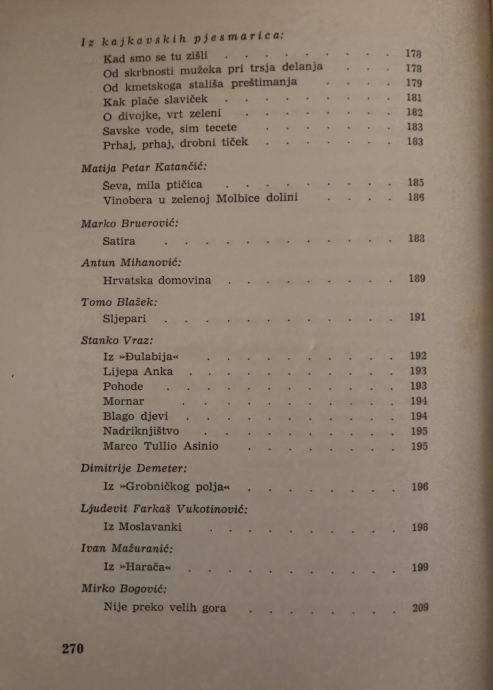 Iz kajkavskih pjesmarica:
Kad smo se tu zišli . . . . . . . . 178
Od skrbnosti mužeka pri trsja delanja . . . 178
Od kmetskoga stališa preštimanja . . . 179
Kak plače slaviček . . . . . . . . 181
O divojke, vrt zeleni . . . . . . . 182
Savske vode, sim tecete . . . . . . 183
Prhaj, prhaj, drobni tiček . . . . . . 183
Matija Petar Katančić:
Ševa, mila ptičica . . . . . . . . 185
Vinobera u zelenoj Molbice dolini . . . . 186
Marko Bruerović:
Satira . . . . . . . . . . . 188
Antun Mihanović:
Hrvatska domovina . . . . . . . . 189
Tomo Blažek:
Sljepari . . . . . . . . . . . 191
Stanko Vraz:
Iz »Đulabija« . . . . . . . . . 192
Lijepa Anka . . . . . . . . . . 193
Pohode . . . . . . . . . . . 193
Mornar . . . . . . . . . . . 194
Blago djevi . . . . . . . . . . 194
Nadriknjištvo . . . . . . . . . 195
Marco Tullio Asinio . . . . . . . 195
Dimitrije Demeter:
Iz »Grobničkog polja« . . . . . . . 196
Ljudevit Farkaš Vukotinović:
Iz Moslavanki . . . . . . . . . 198
Ivan Mažuranić:
Iz »Harača« . . . . . . . . . 199
Mirko Bogović:
Nije preko velih gora . . . . . . . 209
270